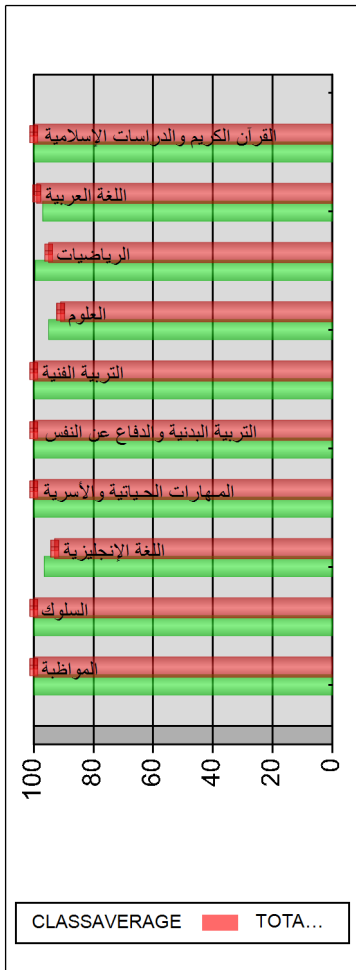 القرآن الكريم والدراسات الإسلامية
اللغة العربية
الرياضيات
العلوم
التربية الفنية
التربية البدنية والدفاع عن النفس
المهارات الحياتية والأسرية
اللغة الإنجليزية
السلوك
المواظبة
100 80 60 40 20 0
CLASSAVERAGE TOTA...